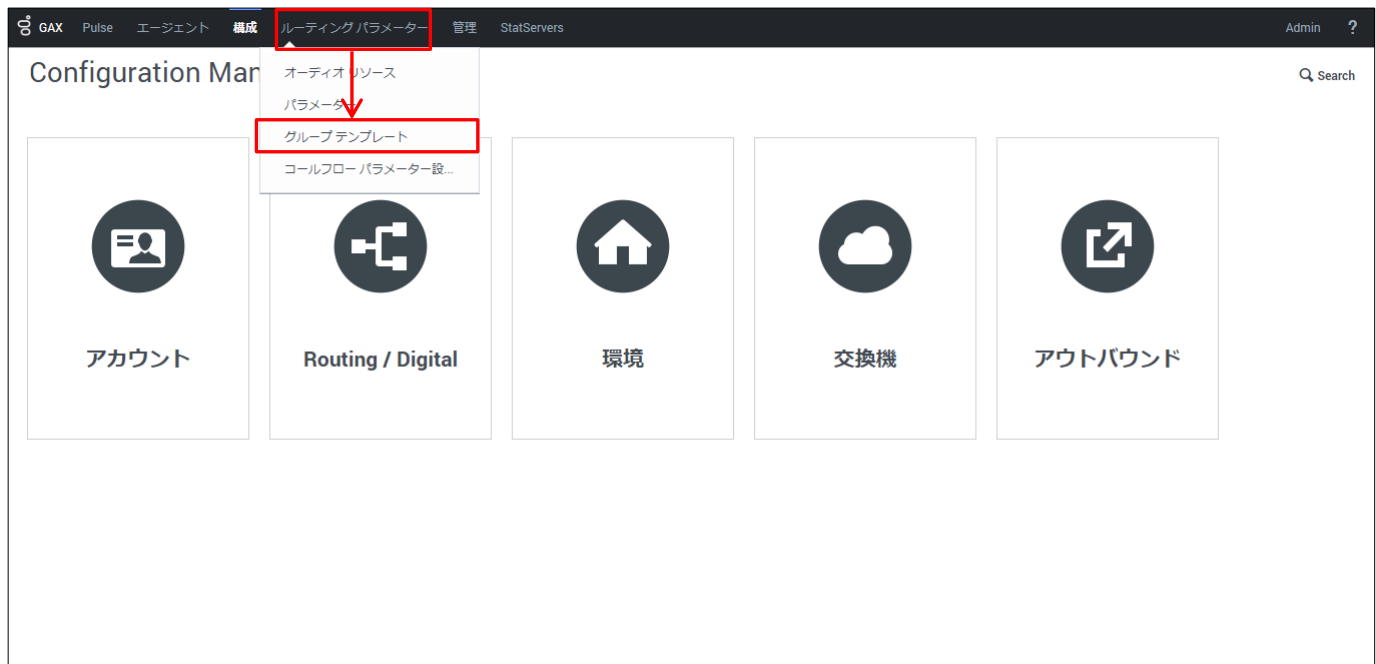 GAX Pulse エージェント 構成 ルーティング パラメーター 管理 StatServers Admin ?
Configuration Man
Search
オーディオ リソース
パラメーター
グループ テンプレート
コールフロー パラメーター設...
アカウント
Routing / Digital
環境
交換機
アウトバウンド